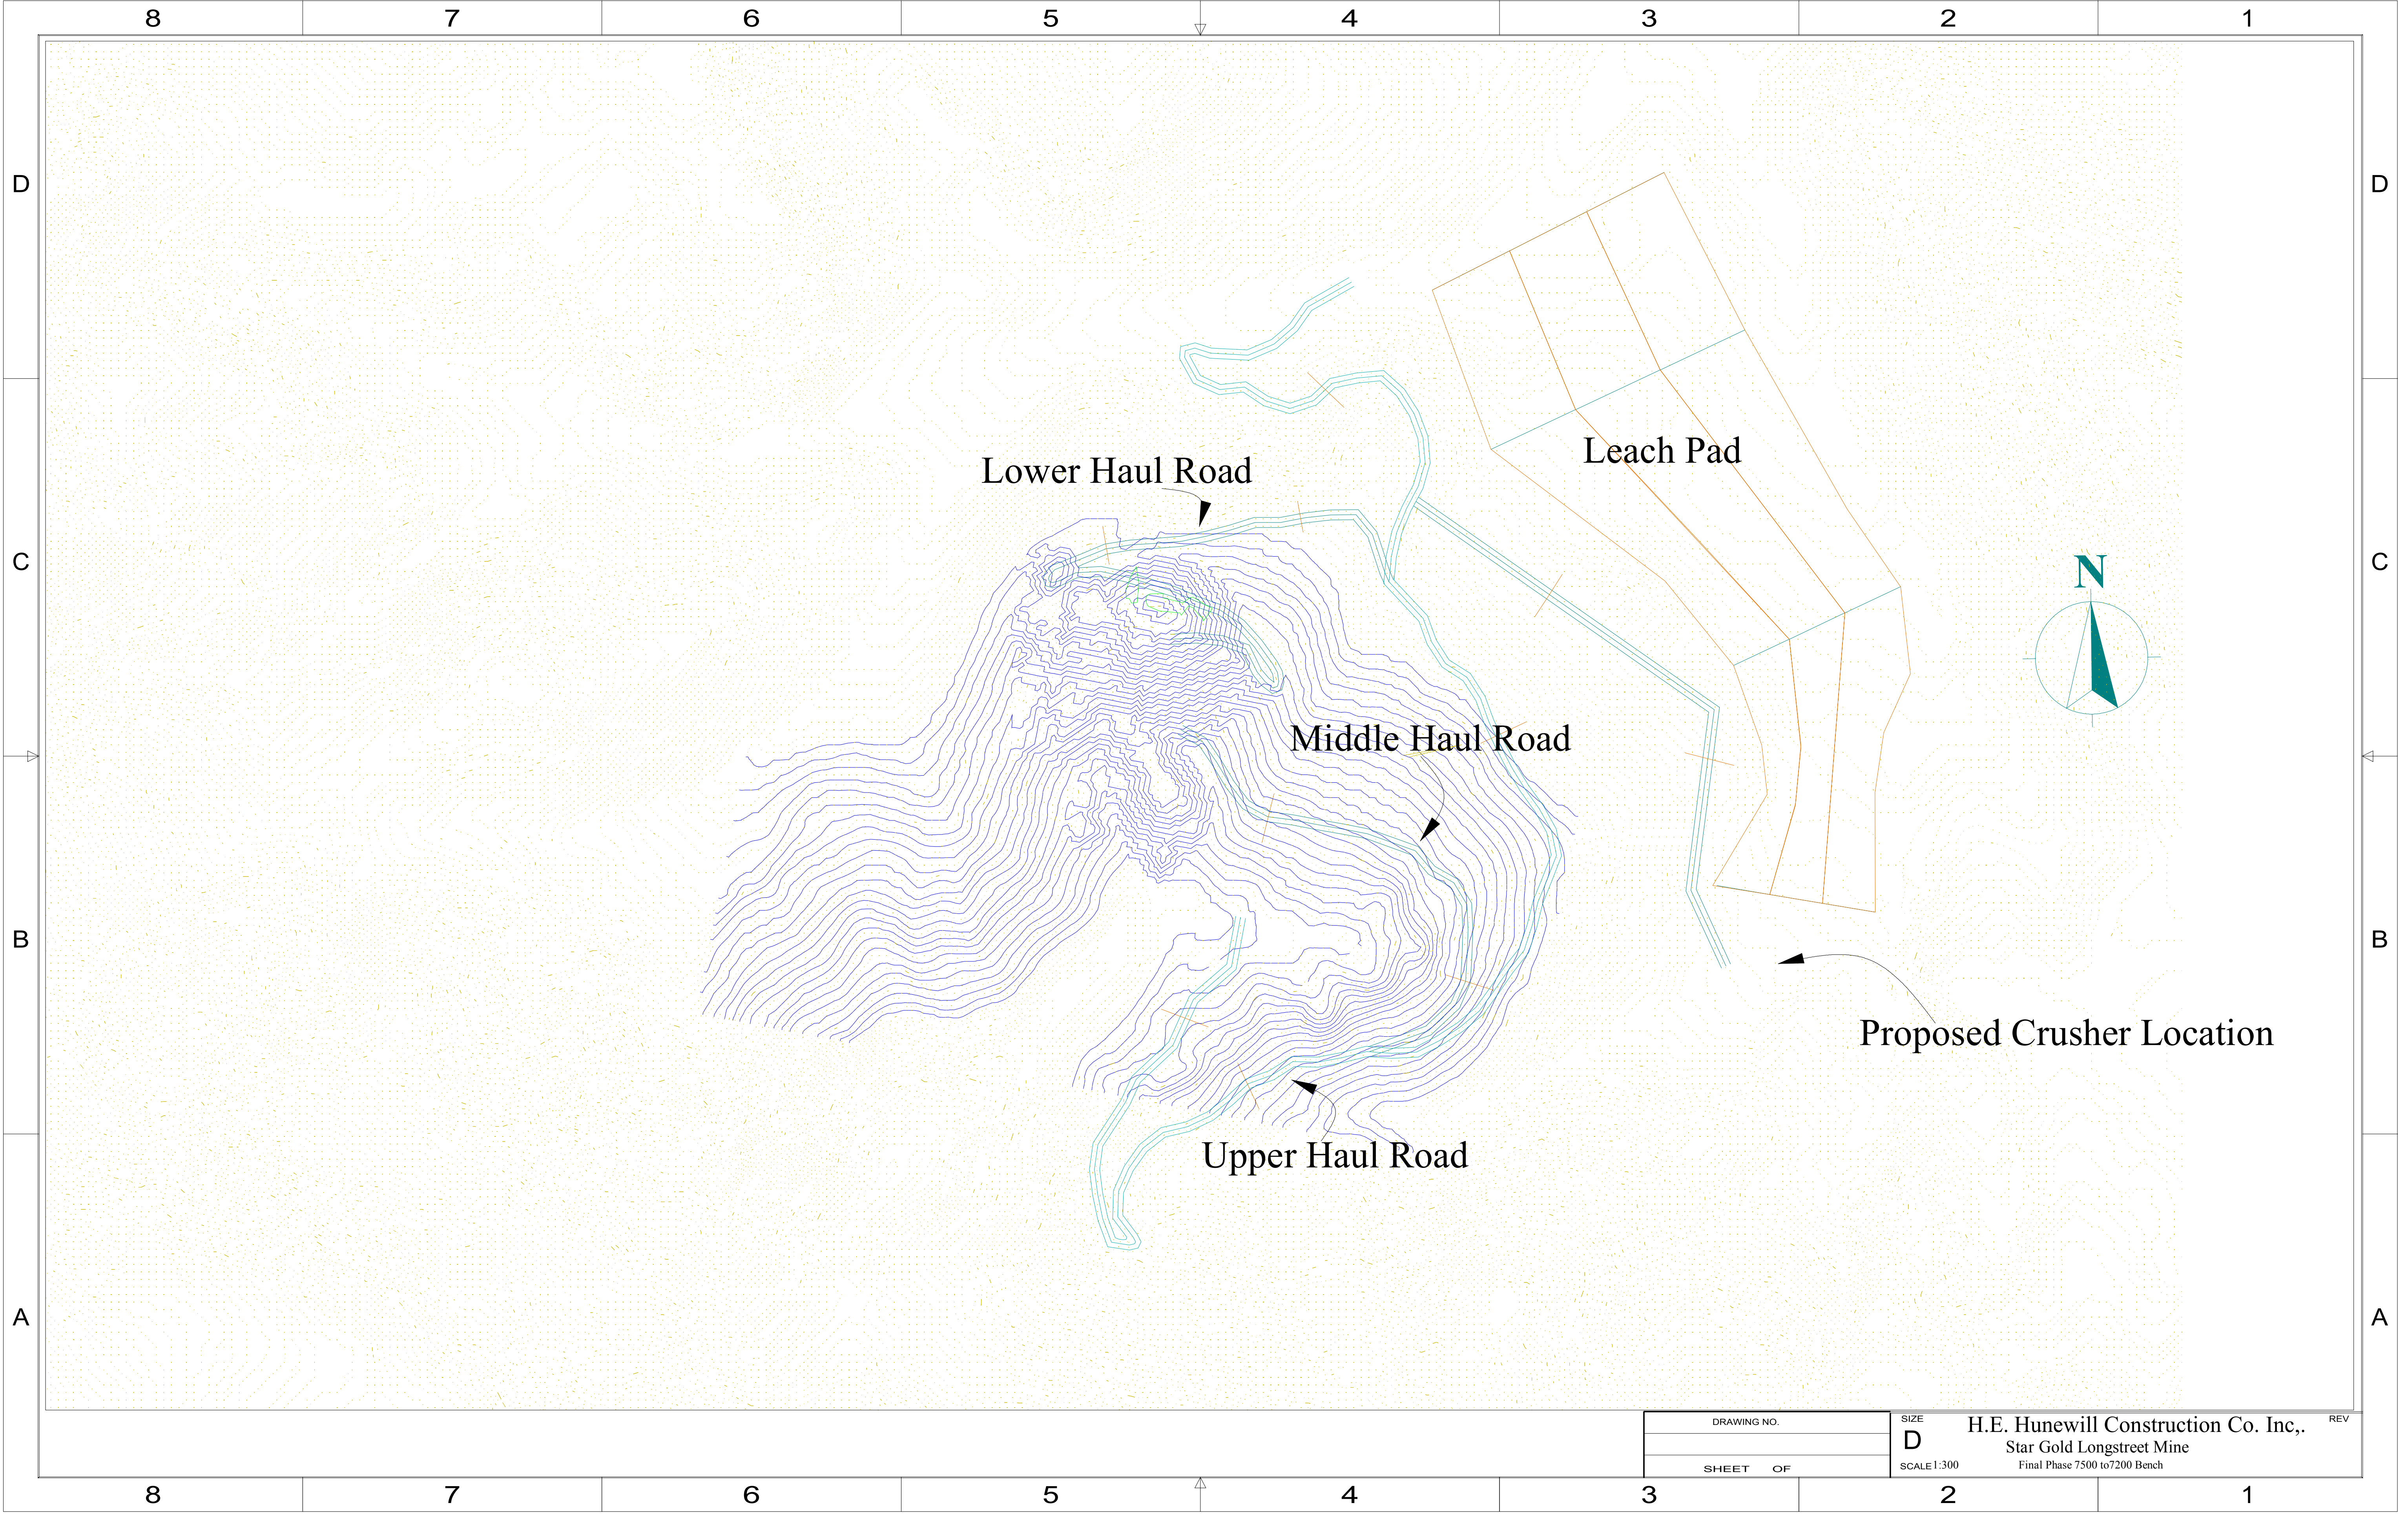 8 7 6 5 4 3 2 1
D D
Leach Pad
Lower Haul Road
C C
N
Middle Haul Road
B B
Proposed Crusher Location
Upper Haul Road
A A
DRAWING NO.
SHEET OF
SIZE
D
SCALE 1:300
H.E. Hunewill Construction Co. Inc,.
Star Gold Longstreet Mine
Final Phase 7500 to7200 Bench
REV
8 7 6 5 4 3 2 1